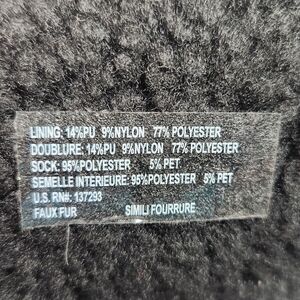 LINING: 14%PU 9%NYLON 77% POLYESTER
DOUBLURE: 14%PU 9%NYLON 77% POLYESTER
SOCK: 95%POLYESTER 5% PET
SEMELLE INTERIEURE: 95%POLYESTER 5% PET
U.S. RN#: 137293
FAUX FUR SIMILI FOURRURE